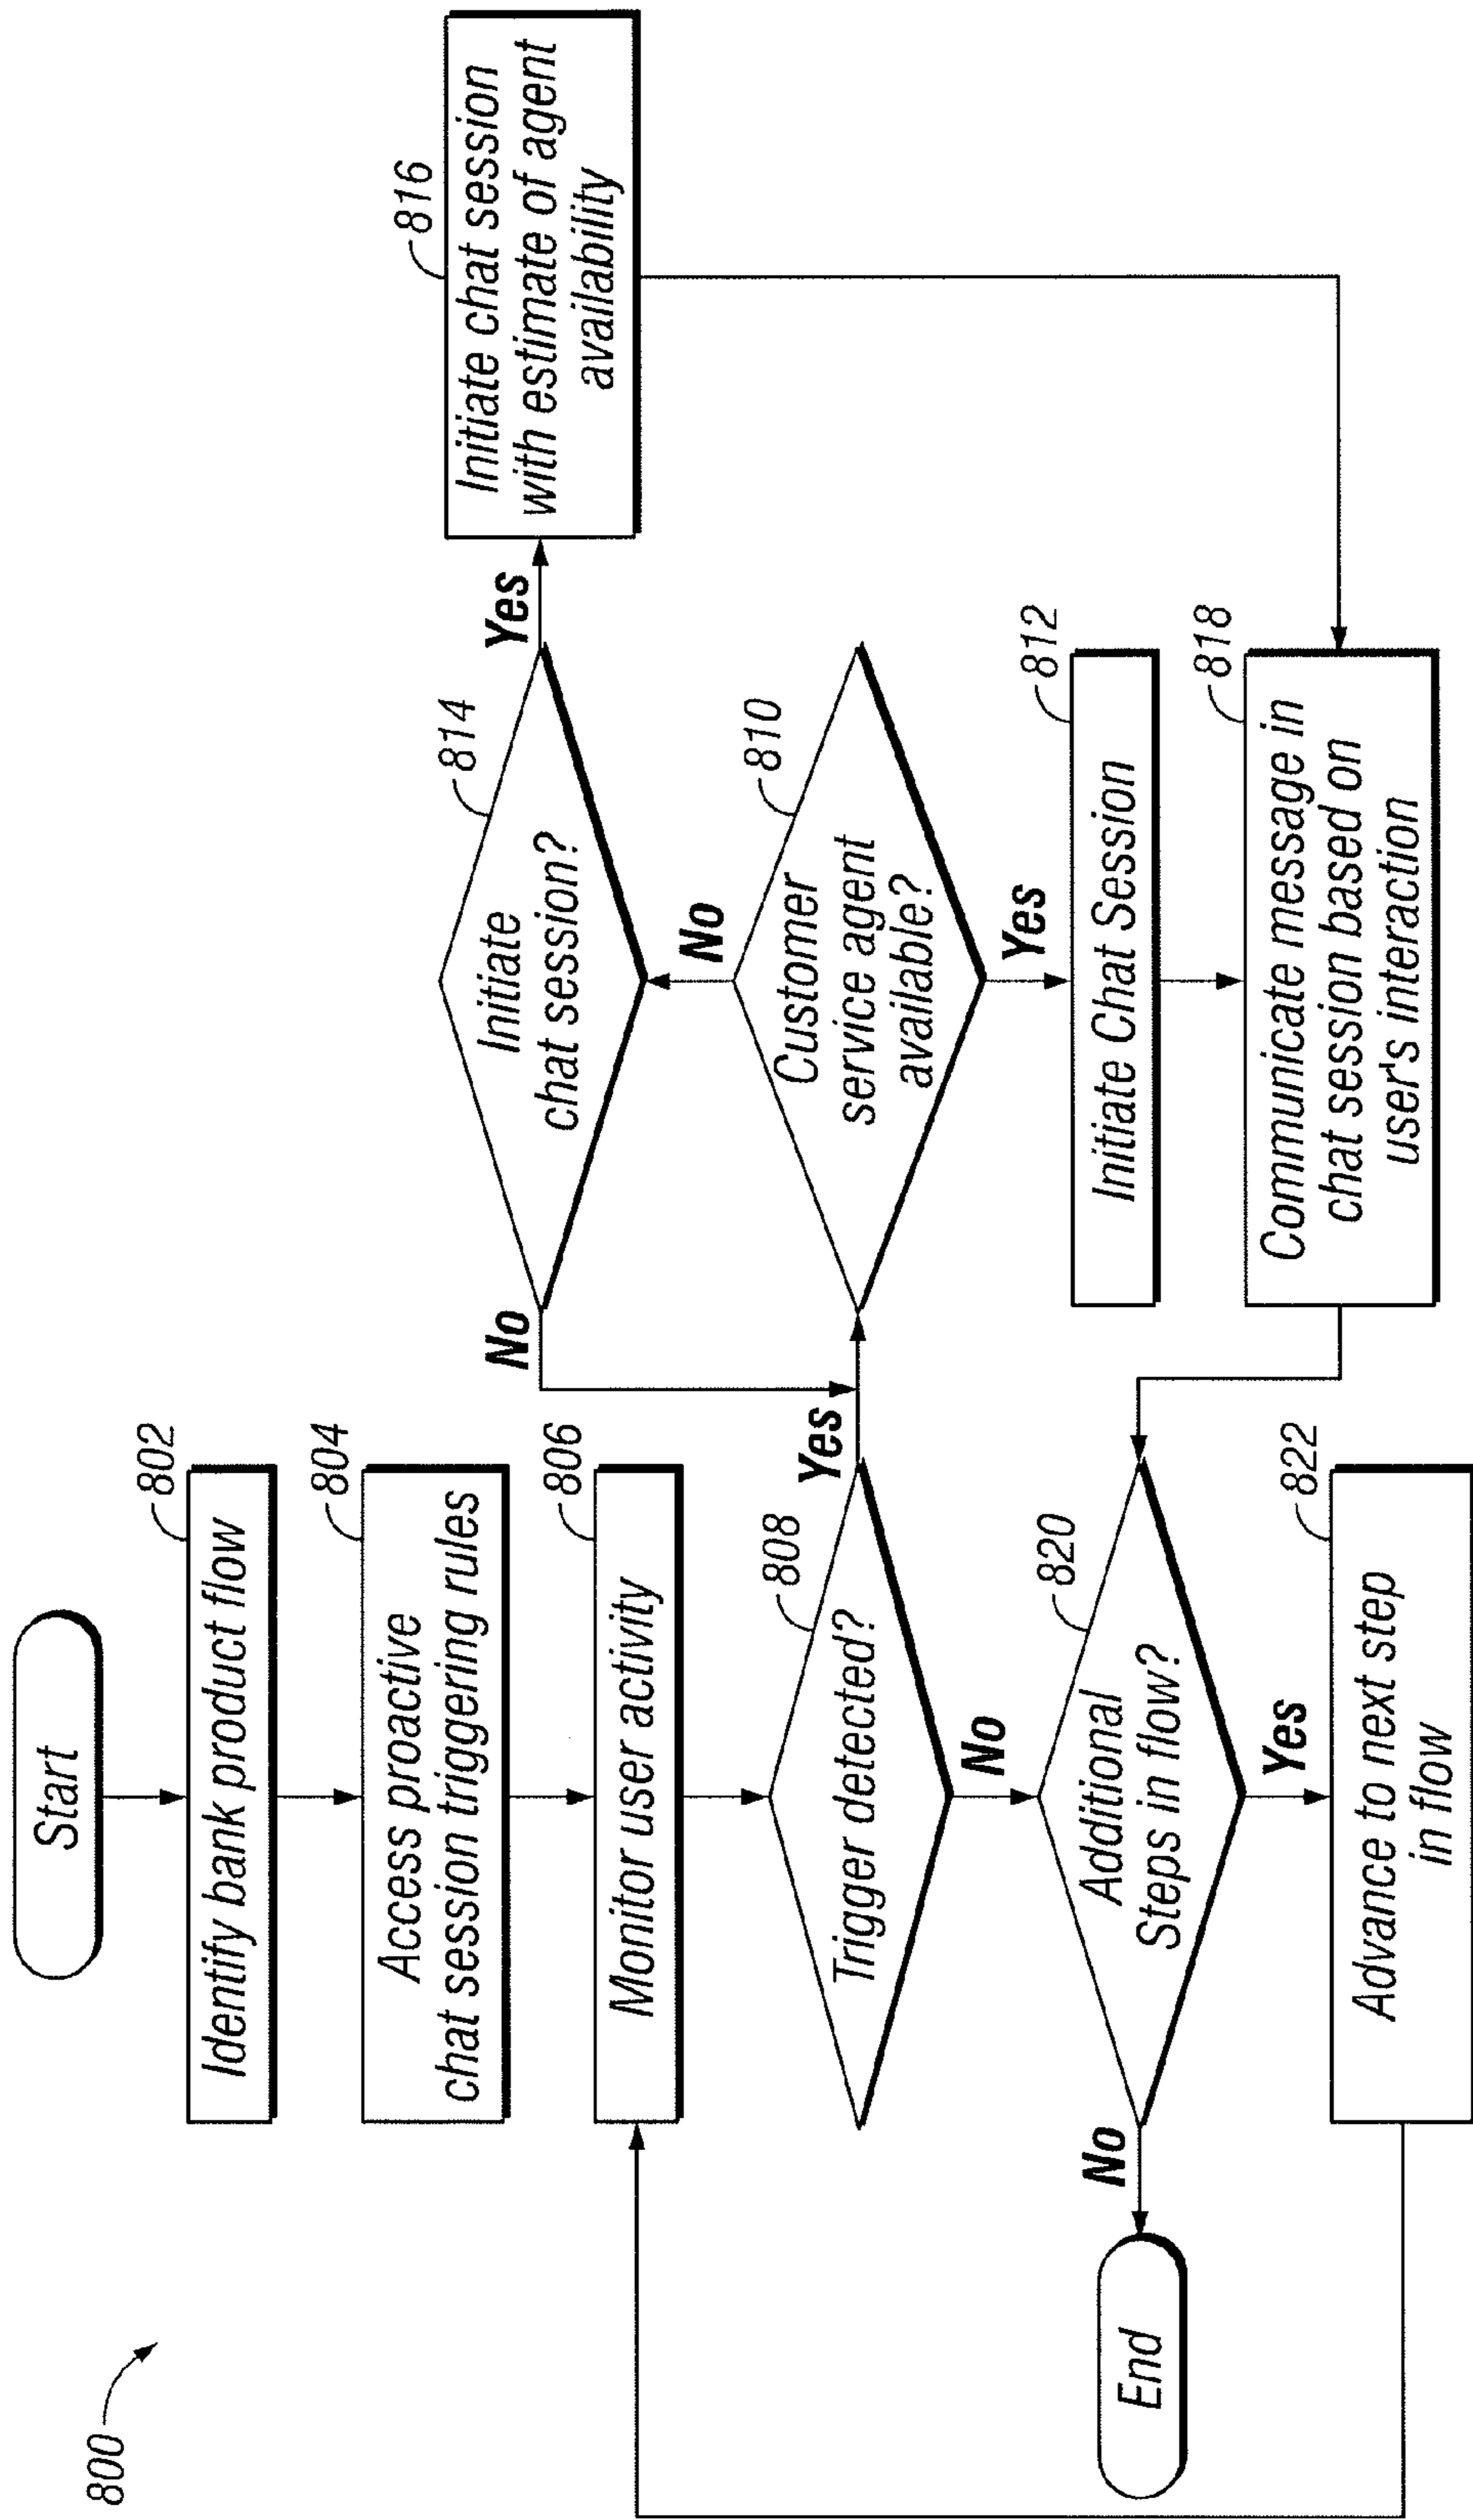 800
Start
802
Identify bank product flow
804
Access proactive
chat session triggering rules
806
Monitor user activity
808
Trigger detected?
Yes
No
820
Additional
Steps in flow?
No
Yes
End
822
Advance to next step
in flow
814
Initiate
chat session?
No
Yes
816
Initiate chat session
with estimate of agent
availability
810
Customer
service agent
available?
No
Yes
812
Initiate Chat Session
818
Communicate message in
chat session based on
user's interaction